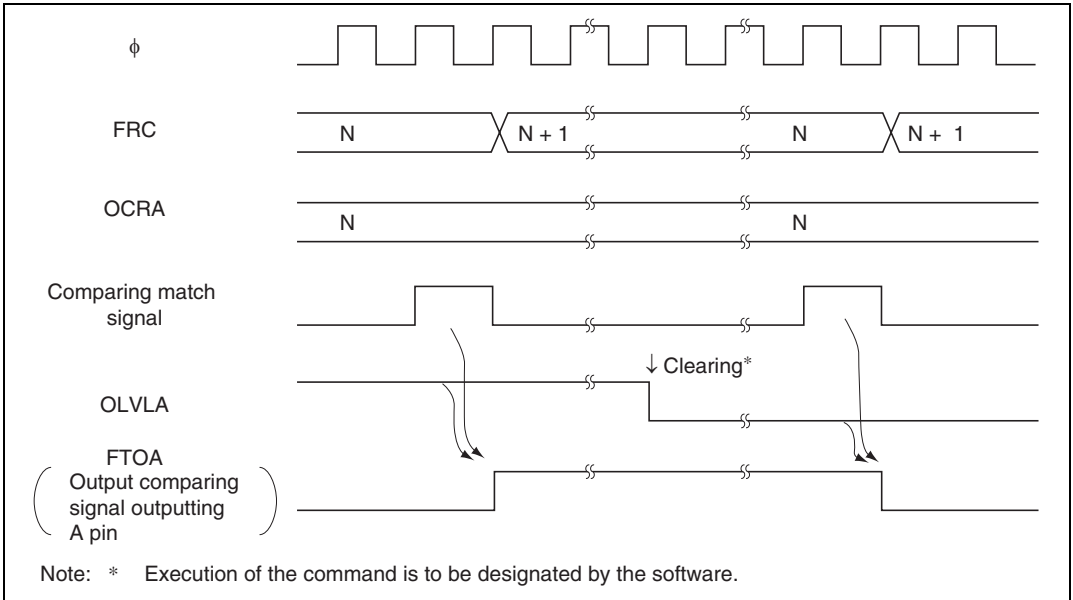 ϕ
FRC
N
N + 1
N
N + 1
OCRA
N
N
Comparing match
signal
↓ Clearing*
OLVLA
FTOA
Output comparing
signal outputting
A pin
Note: * Execution of the command is to be designated by the software.